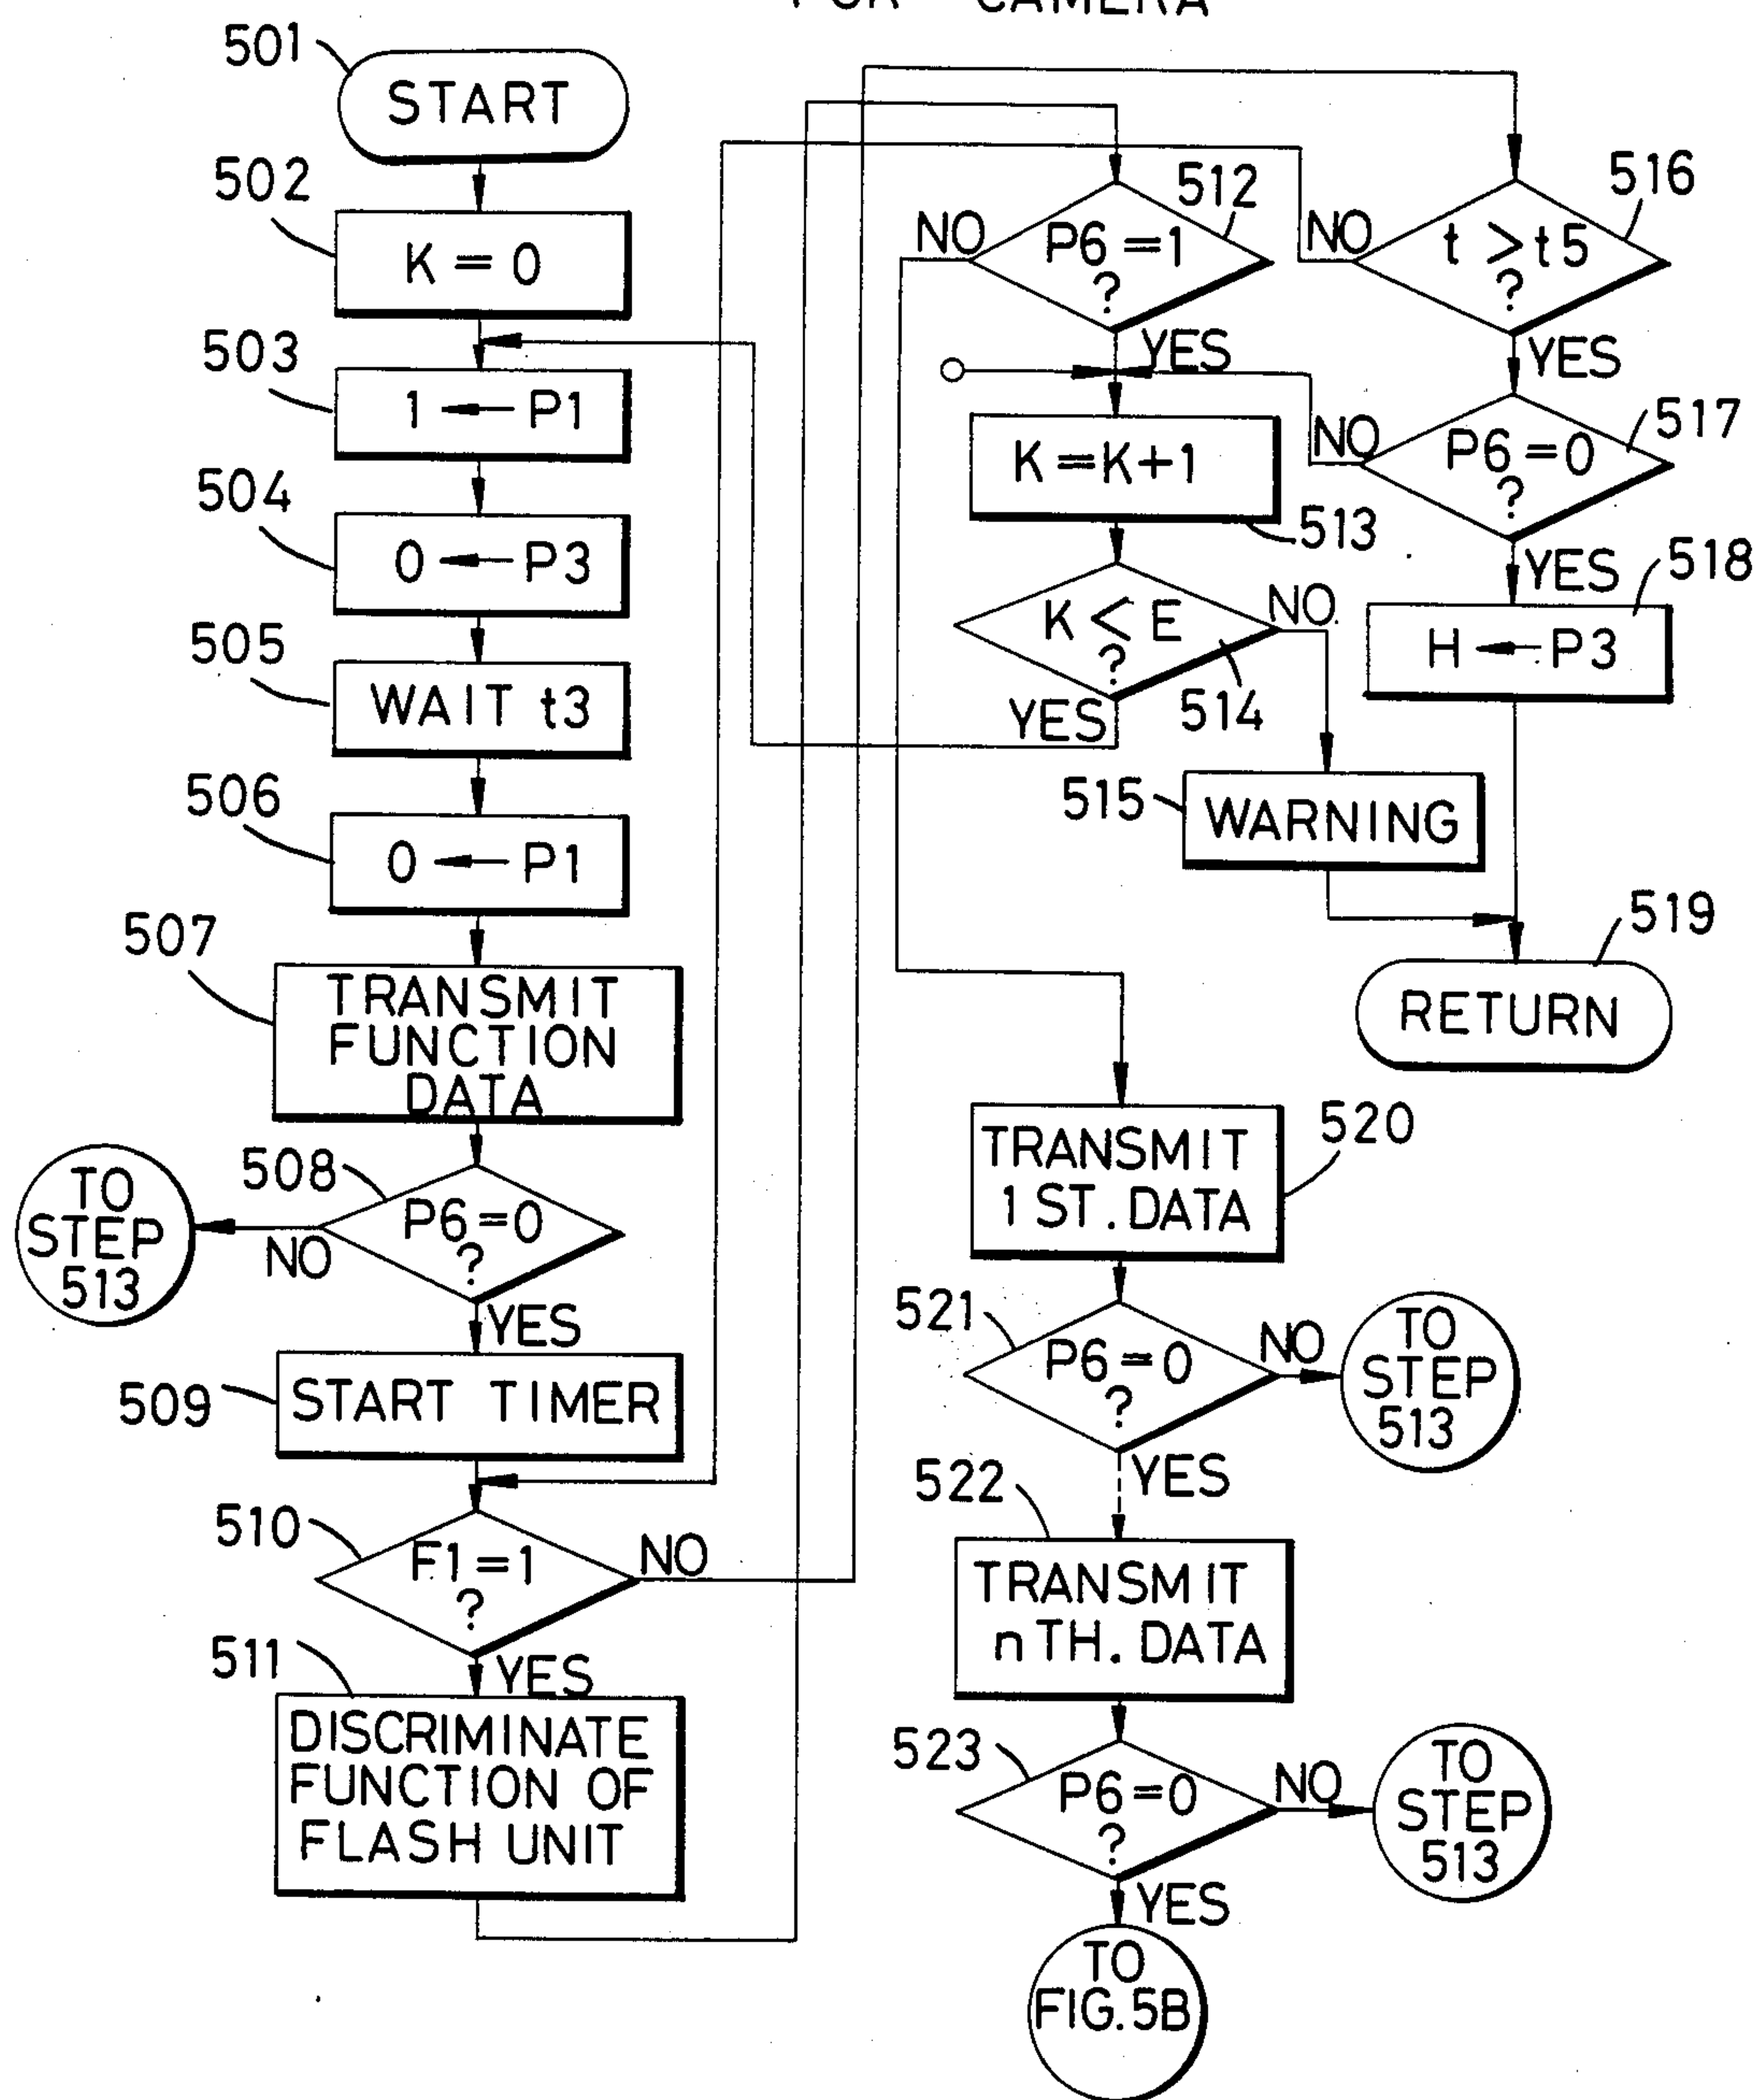 FOR CAMERA
501
START
502
K = 0
503
1 ← P1
504
0 ← P3
505
WAIT t3
506
0 ← P1
507
TRANSMIT
FUNCTION
DATA
508
P6 = 0
?
NO
TO
STEP
513
YES
509
START TIMER
510
F1 = 1
?
NO
YES
511
DISCRIMINATE
FUNCTION OF
FLASH UNIT
512
P6 = 1
?
NO
YES
K = K+1
513
K < E
?
NO
514
YES
515
WARNING
516
t > t5
?
NO
YES
517
P6 = 0
?
NO
YES
518
H ← P3
519
RETURN
520
TRANSMIT
1 ST. DATA
521
P6 = 0
?
NO
TO
STEP
513
YES
522
TRANSMIT
n TH. DATA
523
P6 = 0
?
NO
TO
STEP
513
YES
TO
FIG. 5B